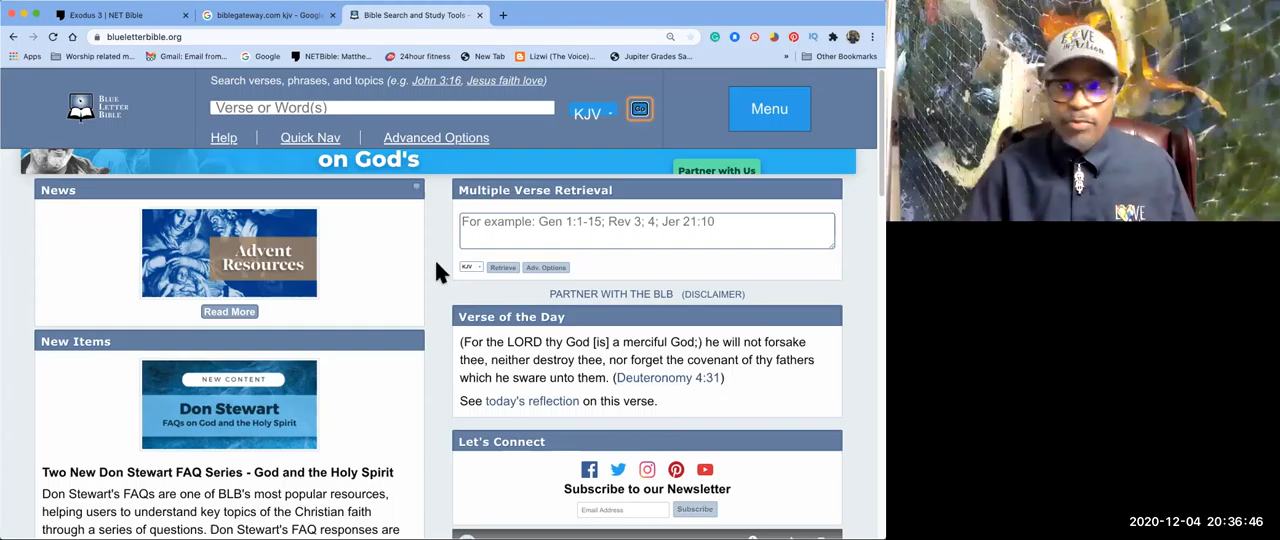 Exodus 3 | NET Bible
biblegateway.com kjv - Google
Bible Search and Study Tools -
blueletterbible.org
Apps
Worship related m...
Gmail: Email from...
Google
NETBible: Matthe...
24hour fitness
New Tab
Lizwi (The Voice)...
Jupiter Grades Sa...
»
Other Bookmarks
Search verses, phrases, and topics (e.g. John 3:16, Jesus faith love)
BLUE
LETTER
BIBLE
Verse or Word(s)
KJV
Go
Menu
Help
Quick Nav
Advanced Options
on God's
Partner with Us
News
Advent
Resources
Read More
New Items
NEW CONTENT
Don Stewart
FAQs on God and the Holy Spirit
Two New Don Stewart FAQ Series - God and the Holy Spirit
Don Stewart's FAQs are one of BLB's most popular resources,
helping users to understand key topics of the Christian faith
through a series of questions. Don Stewart's FAQ responses are
Multiple Verse Retrieval
For example: Gen 1:1-15; Rev 3; 4; Jer 21:10
KJV
Retrieve
Adv. Options
PARTNER WITH THE BLB (DISCLAIMER)
Verse of the Day
(For the LORD thy God [is] a merciful God;) he will not forsake
thee, neither destroy thee, nor forget the covenant of thy fathers
which he sware unto them. (Deuteronomy 4:31)
See today's reflection on this verse.
Let's Connect
Subscribe to our Newsletter
Email Address
Subscribe
LOVE
in Action
LOVE
2020-12-04 20:36:46